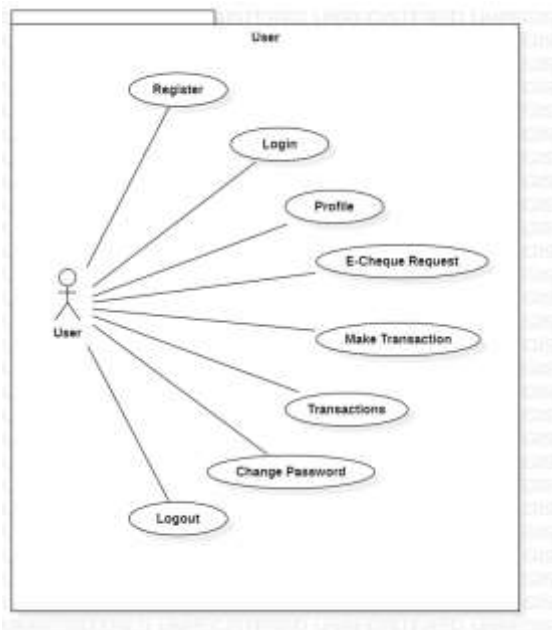 User
Register
Login
Profile
E-Cheque Request
User
Make Transaction
Transactions
Change Password
Logout